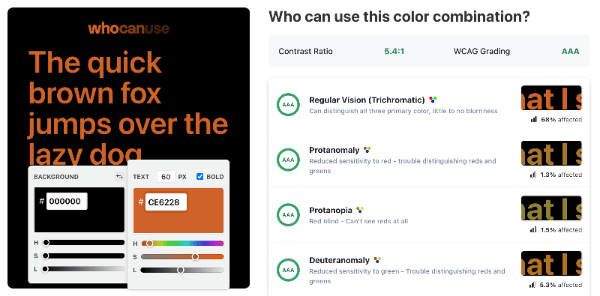 whocanuse
The quick
brown fox
jumps over the
lazy dog
BACKGROUND
# 000000
H
S
L
TEXT 60 PX BOLD
# CE6228
H
S
L
Who can use this color combination?
Contrast Ratio 5.4:1 WCAG Grading AAA
AAA
Regular Vision (Trichromatic)
Can distinguish all three primary color, little to no blurriness
hat I s
68% affected
AAA
Protanomaly
Reduced sensitivity to red - trouble distinguishing reds and
greens
hat I s
1.3% affected
AAA
Protanopia
Red blind - Can't see reds at all
hat I s
1.5% affected
AAA
Deuteranomaly
Reduced sensitivity to green - Trouble distinguishing reds and
greens
hat I s
5.3% affected